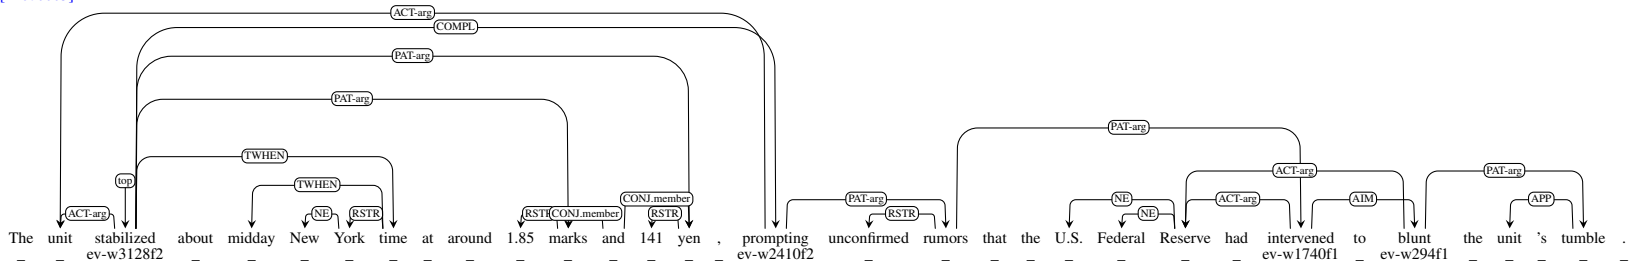 ACT-arg
COMPL
PAT-arg
PAT-arg
PAT-arg
TWHEN
ACT-arg PAT-arg
top TWHEN
CONJ.member NE ACT-arg AIM APP
PAT-arg
ACT-arg NE RSTR CONJ.member RSTR RSTR NE
The unit stabilized about midday New York time at around 1.85 marks and 141 yen , prompting unconfirmed rumors that the U.S. Federal Reserve had intervened to blunt the unit 's tumble .
_ _ ev-w3128f2 _ _ _ _ _ _ _ _ _ _ _ _ _ ev-w2410f2 _ _ _ _ _ _ _ _ ev-w1740f1 _ ev-w294f1 _ _ _ _ _